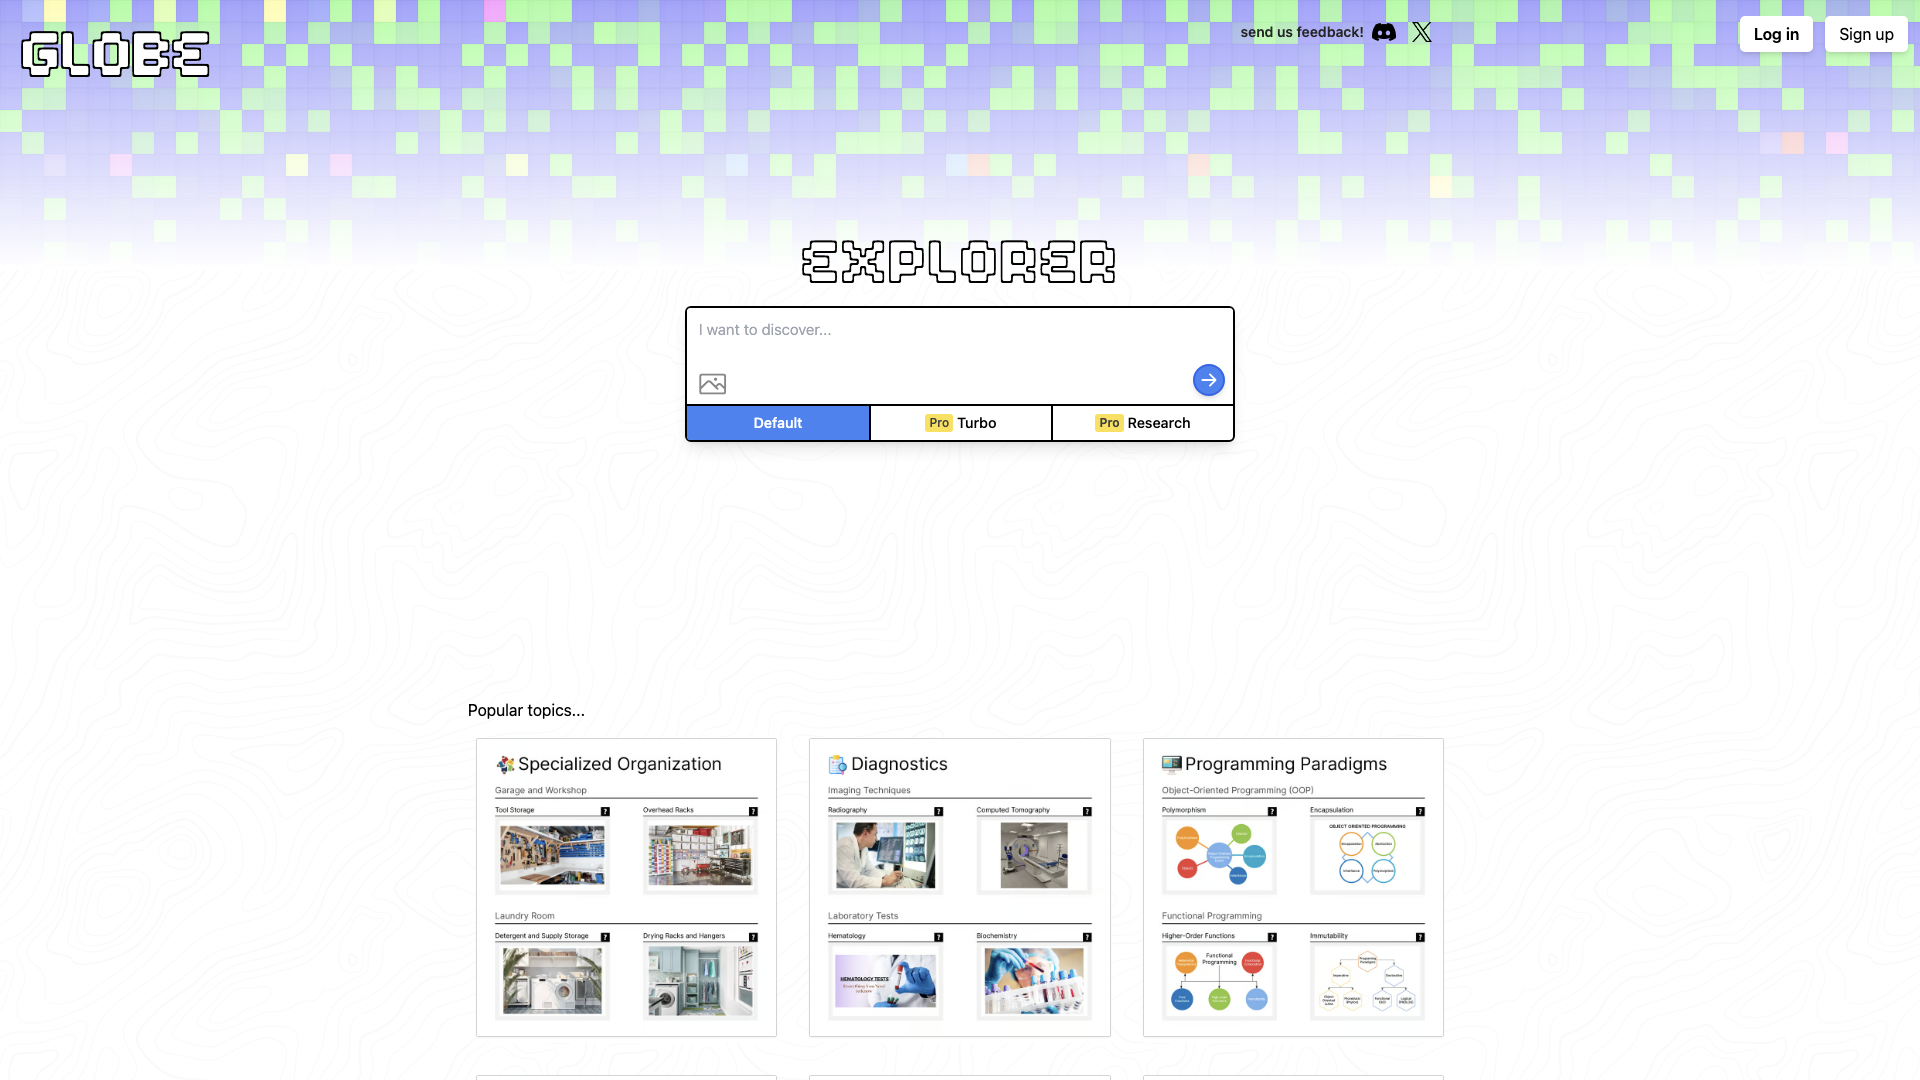 GLOBE
send us feedback!
Log in
Sign up
EXPLORER
I want to discover...
Default
Pro Turbo
Pro Research
Popular topics...
Specialized Organization
Garage and Workshop
Tool Storage
Overhead Racks
Laundry Room
Detergent and Supply Storage
Drying Racks and Hangers
Diagnostics
Imaging Techniques
Radiography
Computed Tomography
Laboratory Tests
Hematology
Biochemistry
HEMATOLOGY TESTS
Programming Paradigms
Object-Oriented Programming (OOP)
Polymorphism
Encapsulation
OBJECT ORIENTED PROGRAMMING
Functional Programming
Higher-Order Functions
Immutability
Functional
Programming